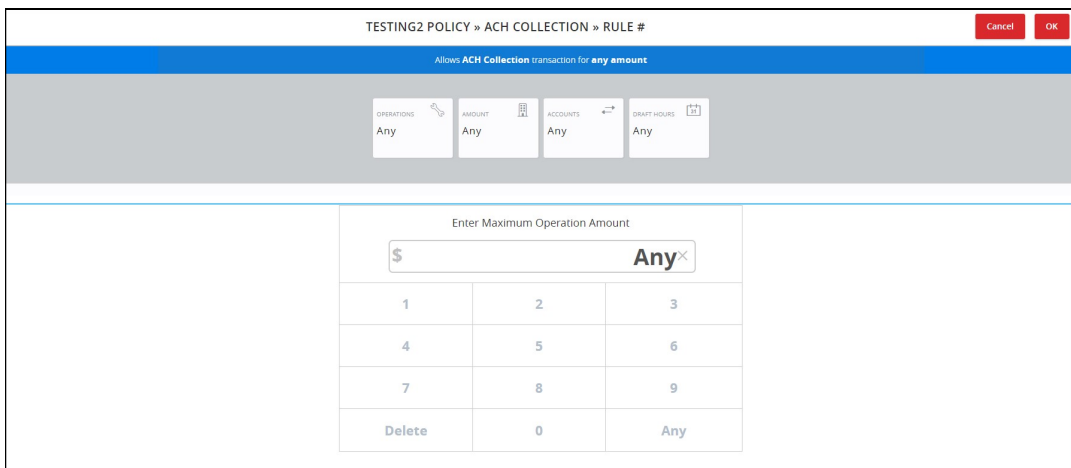 TESTING2 POLICY » ACH COLLECTION » RULE #
Cancel
OK
Allows ACH Collection transaction for any amount
OPERATIONS
Any
AMOUNT
Any
ACCOUNTS
Any
DRAFT HOURS
31
Any
Enter Maximum Operation Amount
$ Any×
1 2 3
4 5 6
7 8 9
Delete 0 Any